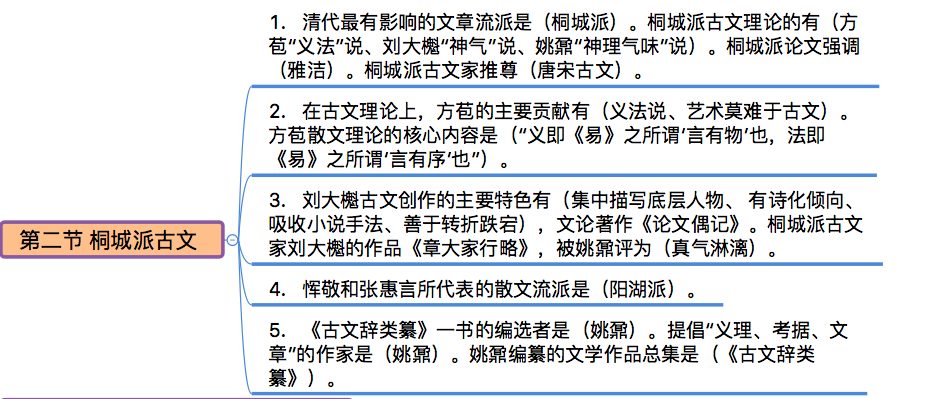 1. 清代最有影响的文章流派是（桐城派）。桐城派古文理论的有（方
苞“义法”说、刘大櫆“神气”说、姚鼐“神理气味”说）。桐城派论文强调
（雅洁）。桐城派古文家推尊（唐宋古文）。
2. 在古文理论上，方苞的主要贡献有（义法说、艺术莫难于古文）。
方苞散文理论的核心内容是（“义即《易》之所谓‘言有物’也，法即
《易》之所谓‘言有序’也”）。
第二节 桐城派古文
3. 刘大櫆古文创作的主要特色有（集中描写底层人物、 有诗化倾向、
吸收小说手法、善于转折跌宕），文论著作《论文偶记》。桐城派古文
家刘大櫆的作品《章大家行略》，被姚鼐评为（真气淋漓）。
4. 恽敬和张惠言所代表的散文流派是（阳湖派）。
5. 《古文辞类纂》一书的编选者是（姚鼐）。提倡“义理、考据、文
章”的作家是（姚鼐）。姚鼐编纂的文学作品总集是（《古文辞类
纂》）。